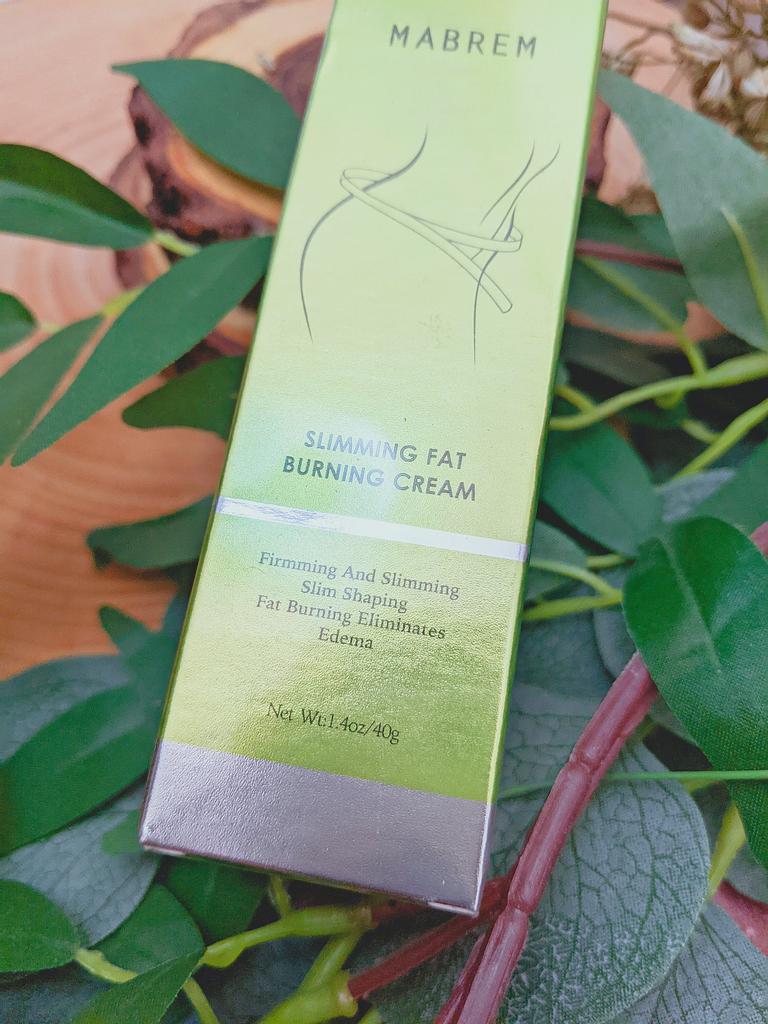 MABREM
SLIMMING FAT
BURNING CREAM
Firmming And Slimming
Slim Shaping
Fat Burning Eliminates
Edema
Net Wt:1.4oz/40g